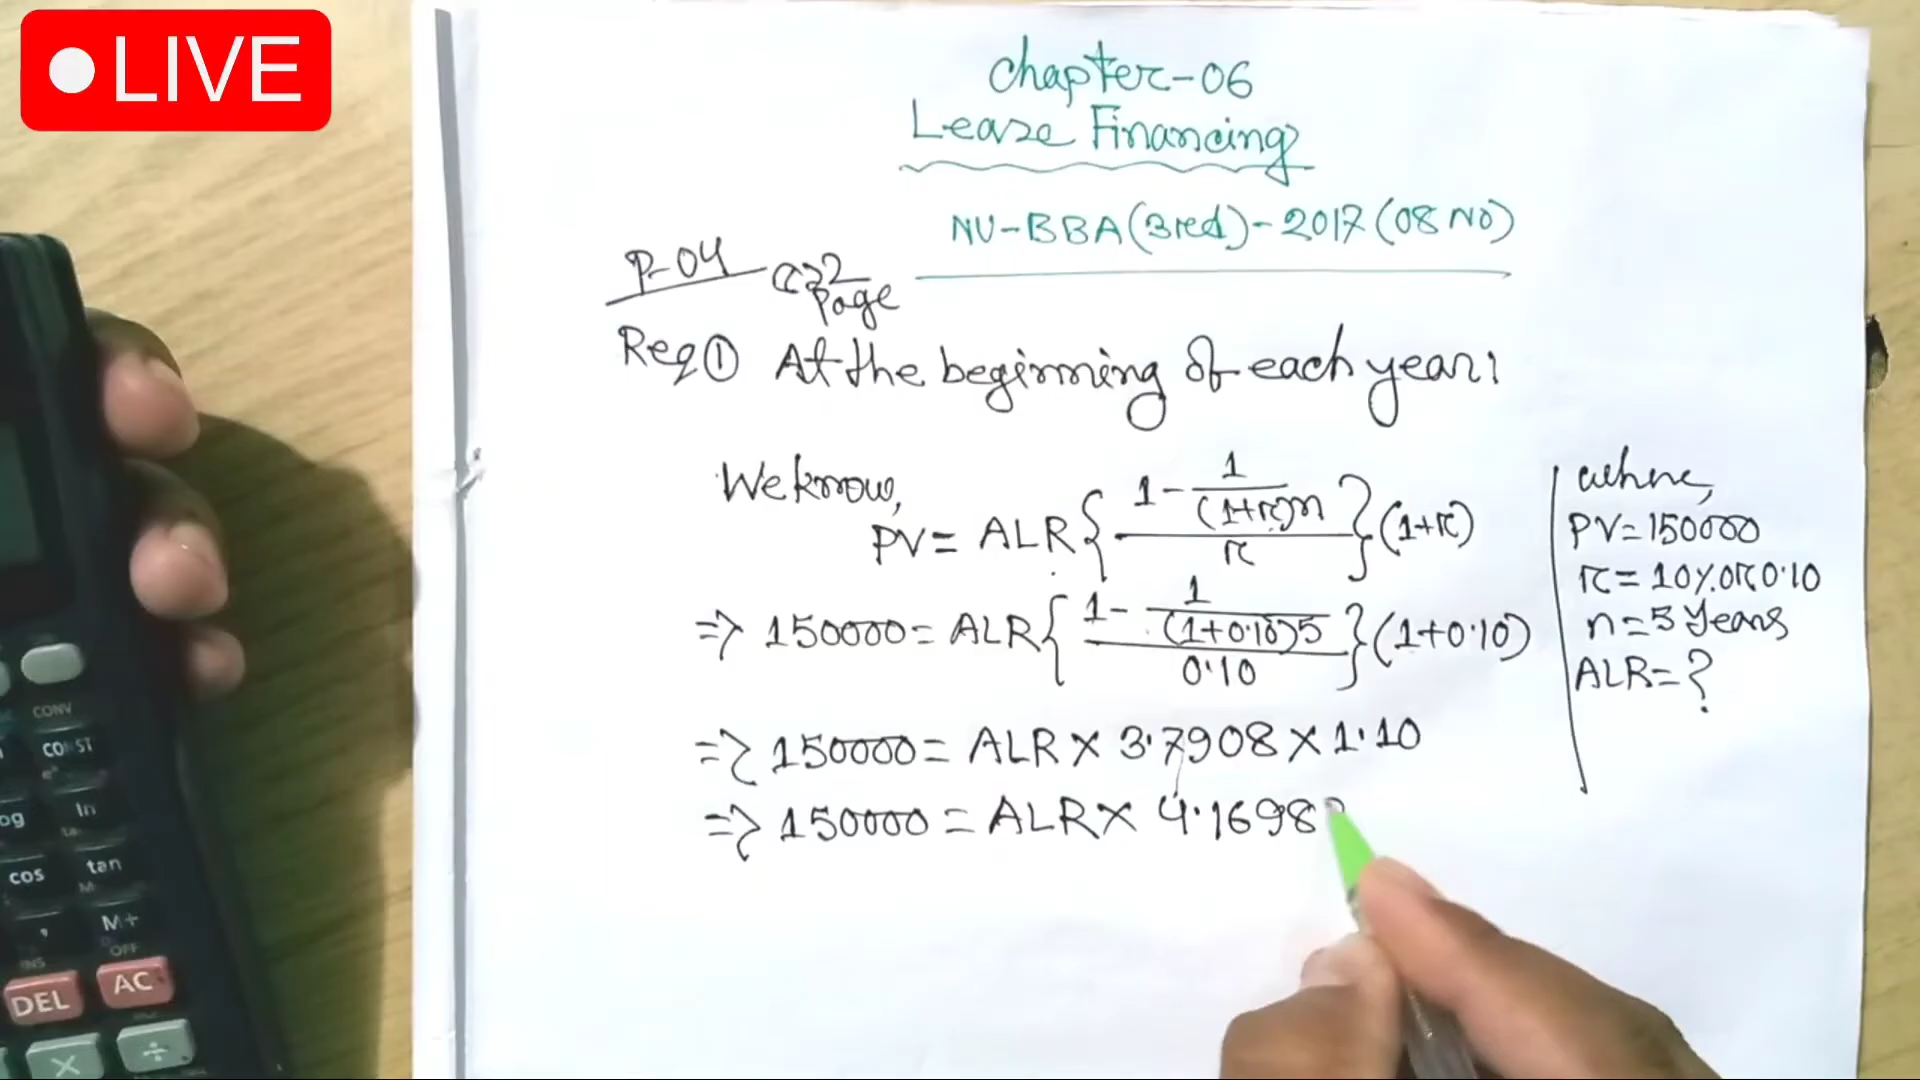 LIVE
Chapter-06
Lease Financing
NU-BBA(3rd)-2017(08 NO)
P-04
Page
Req① At the beginning of each year:
We know,
PV = ALR{(1 - 1/(1+r)n)/r}(1+r)
⇒ 150000 = ALR{(1 - 1/(1+0.10)5)/0.10}(1+0.10)
⇒ 150000 = ALR × 3.7908 × 1.10
⇒ 150000 = ALR × 4.1698
where,
PV=150000
r = 10% or 0.10
n = 5 years
ALR = ?
CONV
CONST
ln
cos
tan
M-
M+
,
INS
OFF
DEL
AC
×
÷